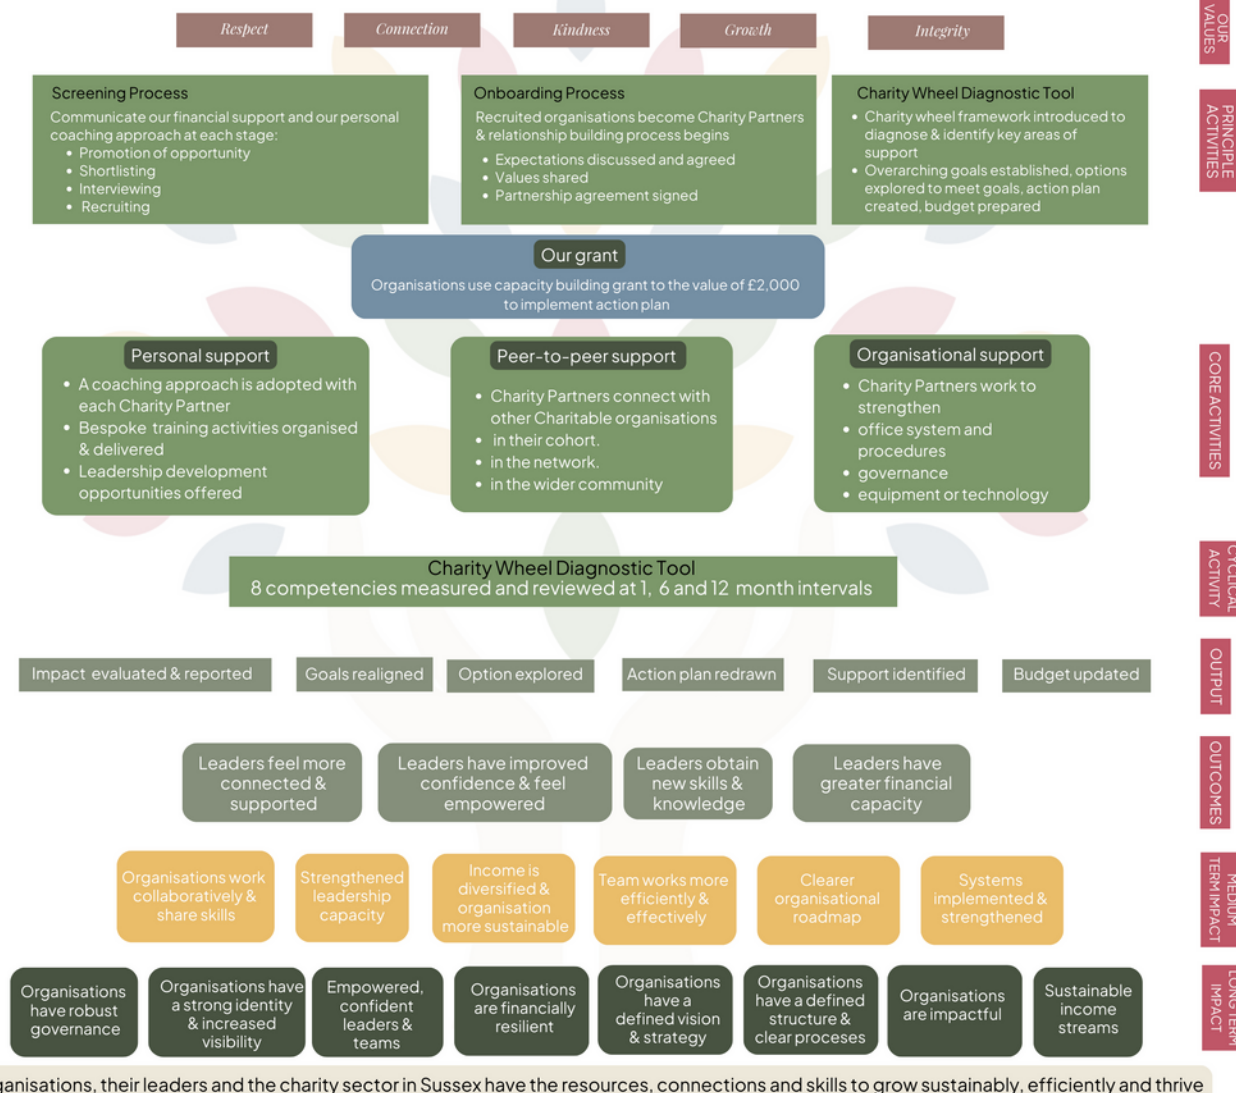 Respect
Connection
Kindness
Growth
Integrity
OUR
VALUES
Screening Process
Communicate our financial support and our personal
coaching approach at each stage:
• Promotion of opportunity
• Shortlisting
• Interviewing
• Recruiting
Onboarding Process
Recruited organisations become Charity Partners
& relationship building process begins
• Expectations discussed and agreed
• Values shared
• Partnership agreement signed
Charity Wheel Diagnostic Tool
• Charity wheel framework introduced to
diagnose & identify key areas of
support
• Overarching goals established, options
explored to meet goals, action plan
created, budget prepared
PRINCIPLE
ACTIVITIES
Our grant
Organisations use capacity building grant to the value of £2,000
to implement action plan
Personal support
• A coaching approach is adopted with
each Charity Partner
• Bespoke training activities organised
& delivered
• Leadership development
opportunities offered
Peer-to-peer support
• Charity Partners connect with
other Charitable organisations
• in their cohort.
• in the network.
• in the wider community
Organisational support
• Charity Partners work to
strengthen
• office system and
procedures
• governance
• equipment or technology
CORE ACTIVITIES
Charity Wheel Diagnostic Tool
8 competencies measured and reviewed at 1, 6 and 12 month intervals
CYCLICAL
ACTIVITY
Impact evaluated & reported
Goals realigned
Option explored
Action plan redrawn
Support identified
Budget updated
OUTPUT
Leaders feel more
connected &
supported
Leaders have improved
confidence & feel
empowered
Leaders obtain
new skills &
knowledge
Leaders have
greater financial
capacity
OUTCOMES
Organisations work
collaboratively &
share skills
Strengthened
leadership
capacity
Income is
diversified &
organisation
more sustainable
Team works more
efficiently &
effectively
Clearer
organisational
roadmap
Systems
implemented &
strengthened
MEDIUM
TERM IMPACT
Organisations
have robust
governance
Organisations have
a strong identity
& increased
visibility
Empowered,
confident
leaders &
teams
Organisations
are financially
resilient
Organisations
have a
defined vision
& strategy
Organisations
have a defined
structure &
clear proceses
Organisations
are impactful
Sustainable
income
streams
LONG TERM
IMPACT
ganisations, their leaders and the charity sector in Sussex have the resources, connections and skills to grow sustainably, efficiently and thrive